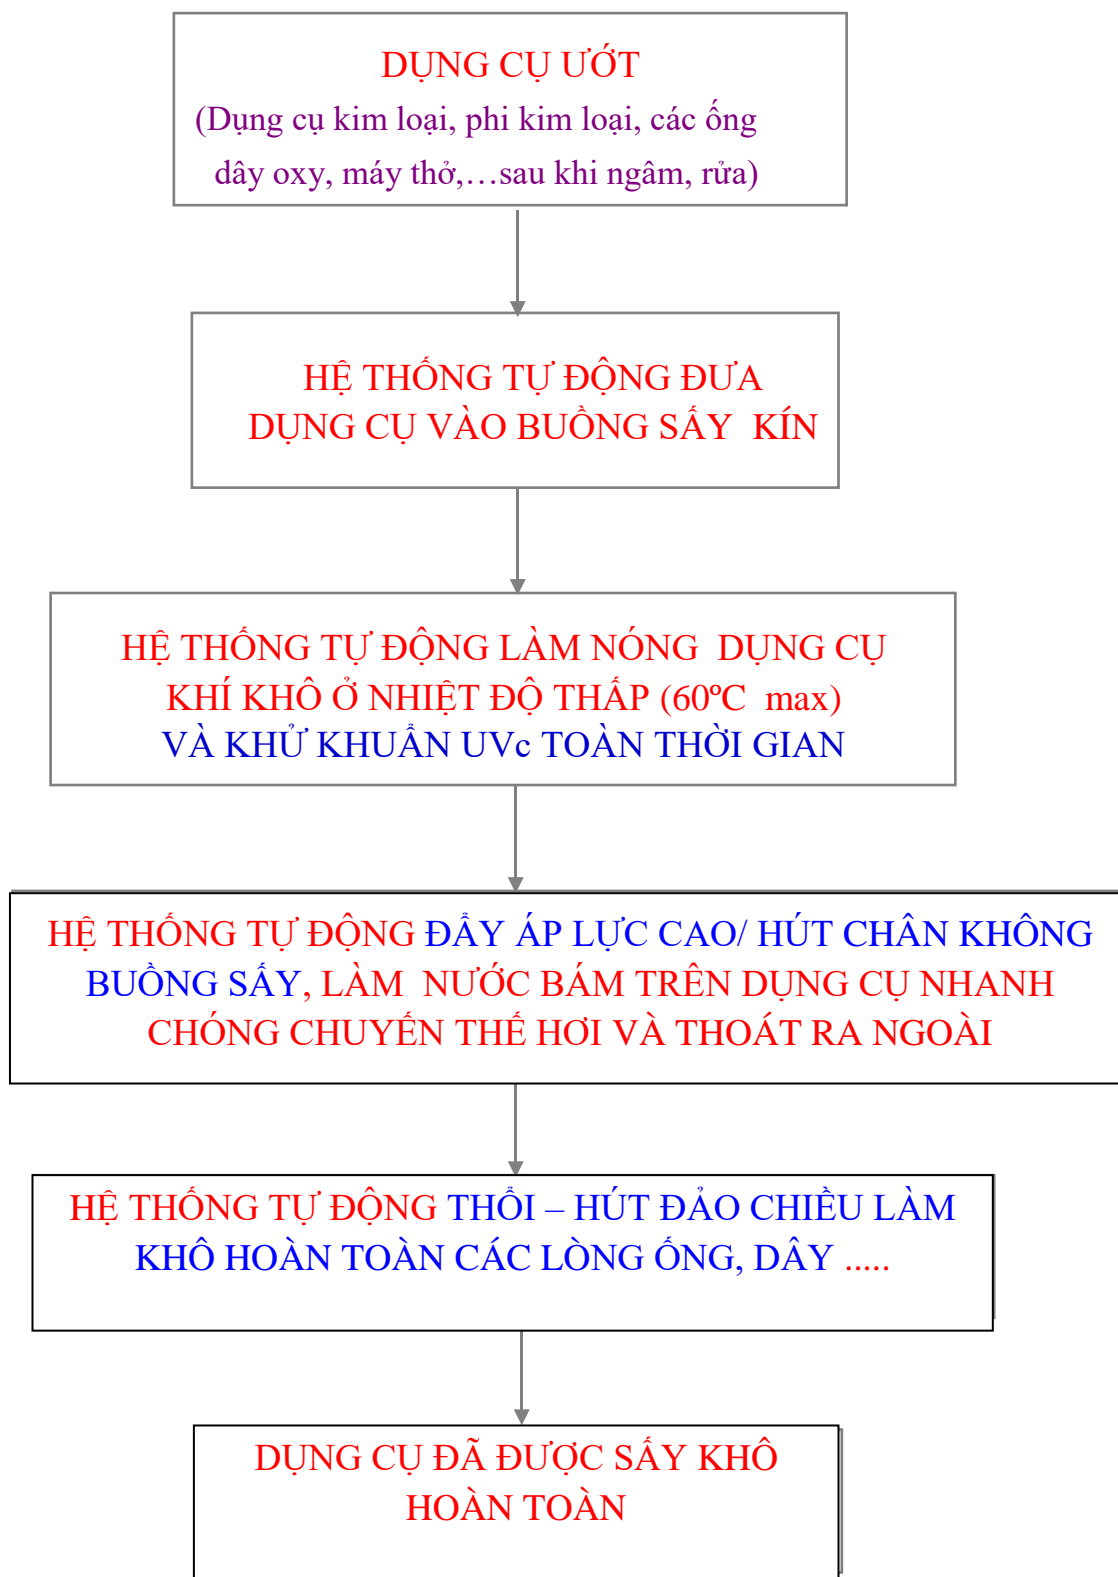 DỤNG CỤ ƯỚT
(Dụng cụ kim loại, phi kim loại, các ống
dây oxy, máy thở,...sau khi ngâm, rửa)
HỆ THỐNG TỰ ĐỘNG ĐƯA
DỤNG CỤ VÀO BUỒNG SẤY KÍN
HỆ THỐNG TỰ ĐỘNG LÀM NÓNG DỤNG CỤ
KHÍ KHÔ Ở NHIỆT ĐỘ THẤP (60ºC max)
VÀ KHỬ KHUẨN UVc TOÀN THỜI GIAN
HỆ THỐNG TỰ ĐỘNG ĐẨY ÁP LỰC CAO/ HÚT CHÂN KHÔNG
BUỒNG SẤY, LÀM NƯỚC BÁM TRÊN DỤNG CỤ NHANH
CHÓNG CHUYỂN THỂ HƠI VÀ THOÁT RA NGOÀI
HỆ THỐNG TỰ ĐỘNG THỔI – HÚT ĐẢO CHIỀU LÀM
KHÔ HOÀN TOÀN CÁC LÒNG ỐNG, DÂY .....
DỤNG CỤ ĐÃ ĐƯỢC SẤY KHÔ
HOÀN TOÀN